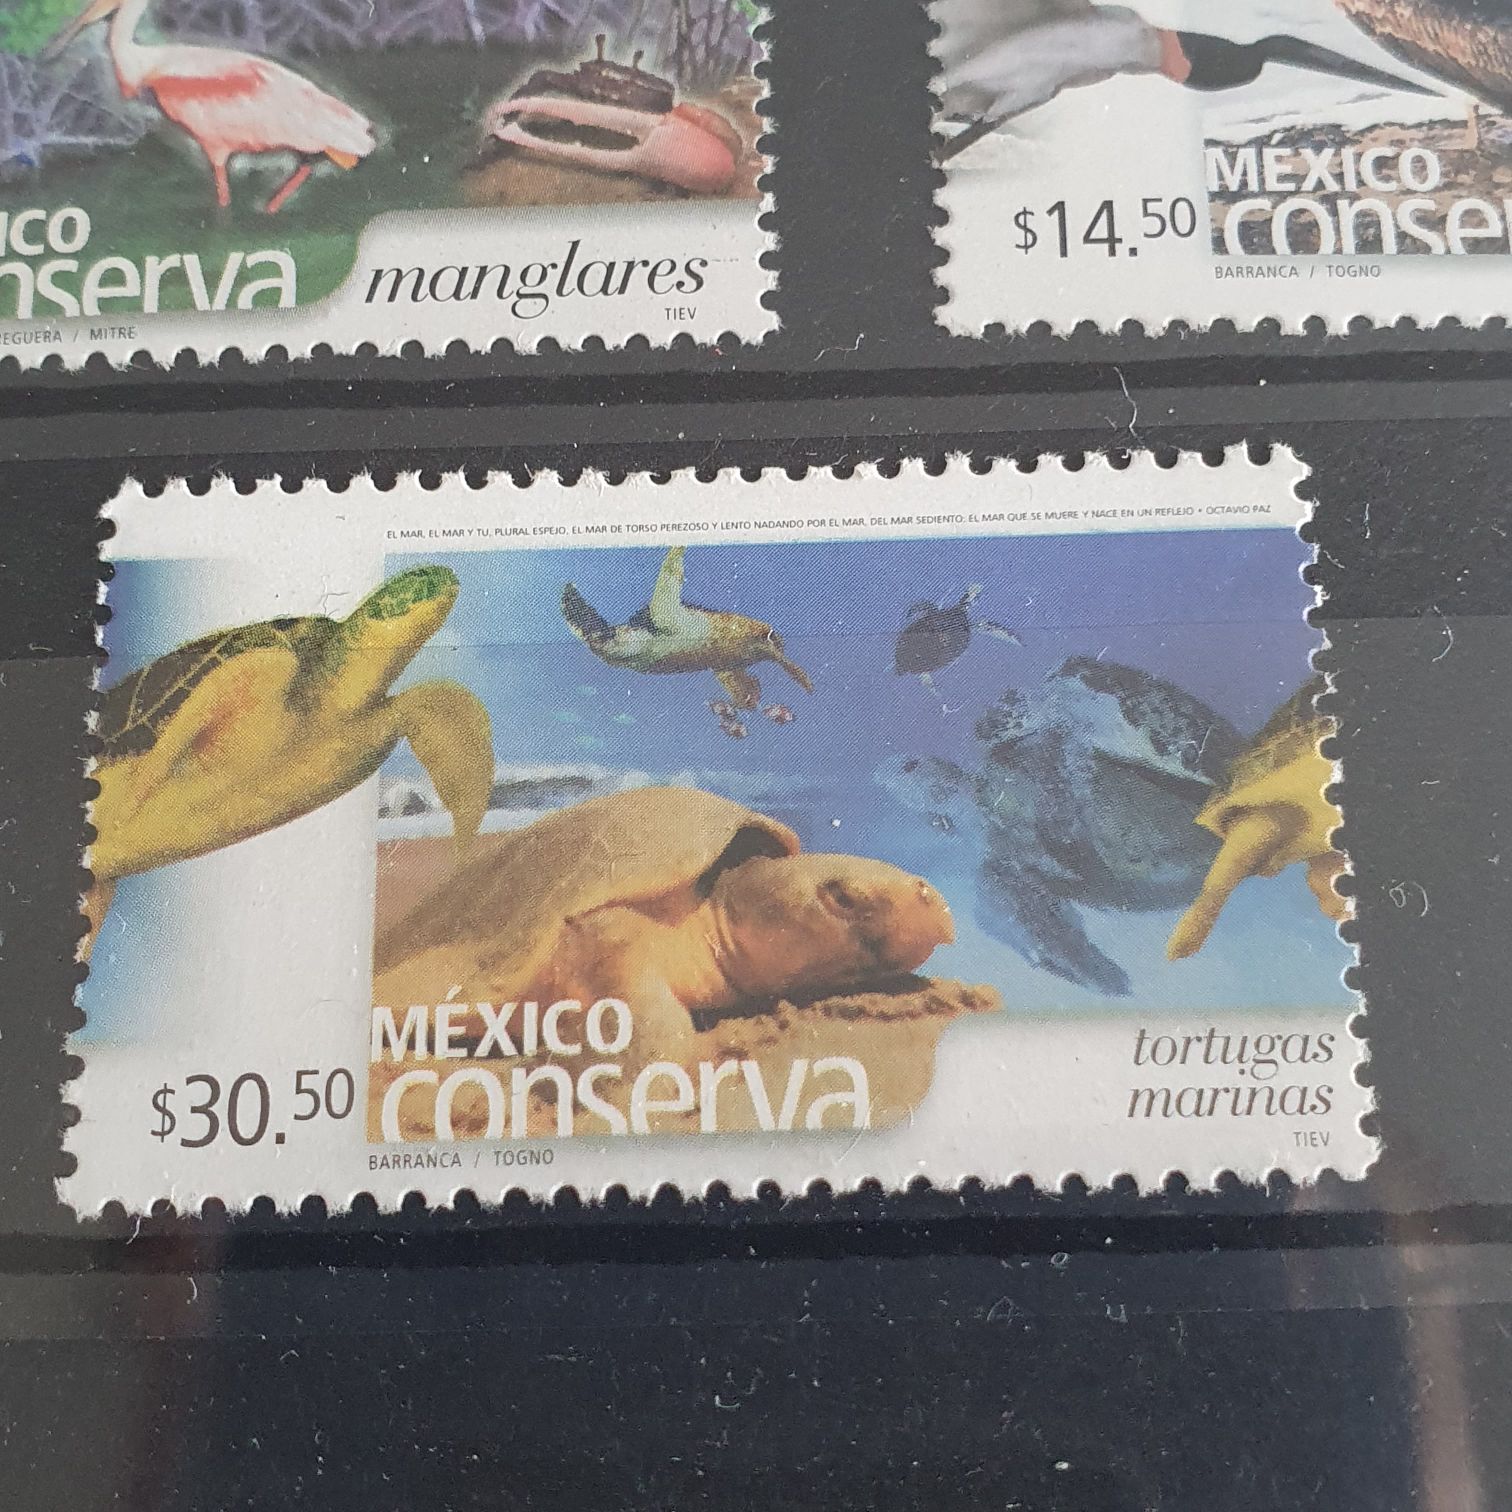 ICO
nserva
EGUERA / MITRE
manglares
TIEV
$14.50
MÉXICO
conser
BARRANCA / TOGNO
EL MAR, EL MAR Y TU, PLURAL ESPEJO, EL MAR DE TORSO PEREZOSO Y LENTO NADANDO POR EL MAR, DEL MAR SEDIENTO: EL MAR QUE SE MUERE Y NACE EN UN REFLEJO • OCTAVIO PAZ
$30.50
MÉXICO
conserva
BARRANCA / TOGNO
tortugas
marinas
TIEV